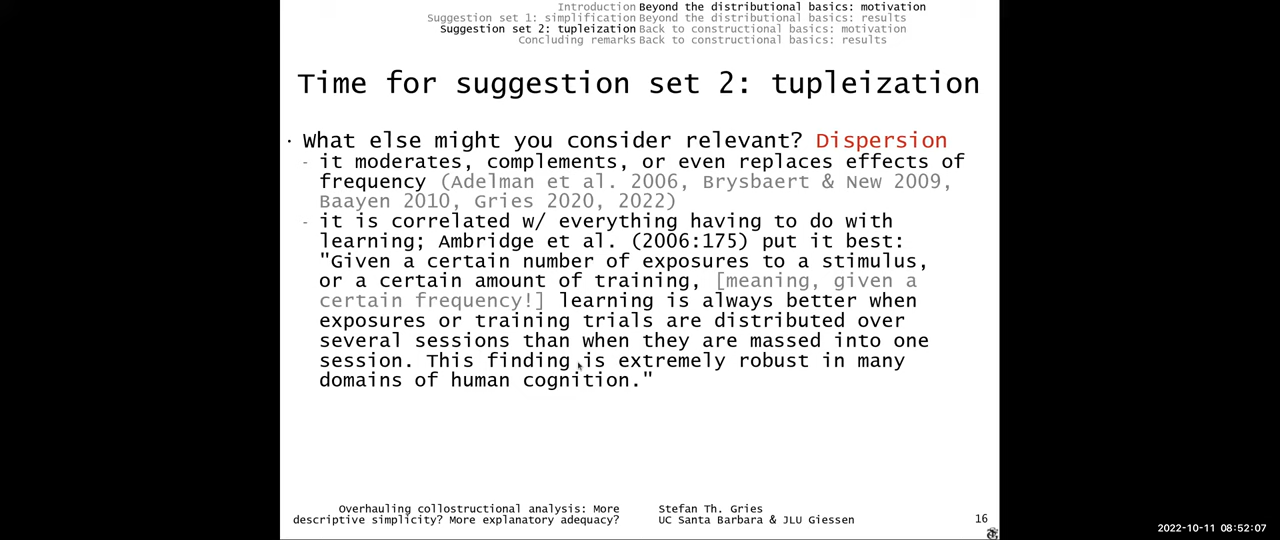 Introduction Beyond the distributional basics: motivation
Suggestion set 1: simplification Beyond the distributional basics: results
Suggestion set 2: tupleization Back to constructional basics: motivation
Concluding remarks Back to constructional basics: results
Time for suggestion set 2: tupleization
· What else might you consider relevant? Dispersion
- it moderates, complements, or even replaces effects of
frequency (Adelman et al. 2006, Brysbaert & New 2009,
Baayen 2010, Gries 2020, 2022)
- it is correlated w/ everything having to do with
learning; Ambridge et al. (2006:175) put it best:
"Given a certain number of exposures to a stimulus,
or a certain amount of training, [meaning, given a
certain frequency!] learning is always better when
exposures or training trials are distributed over
several sessions than when they are massed into one
session. This finding is extremely robust in many
domains of human cognition."
Overhauling collostructional analysis: More
descriptive simplicity? More explanatory adequacy?
Stefan Th. Gries
UC Santa Barbara & JLU Giessen
16
2022-10-11 08:52:07